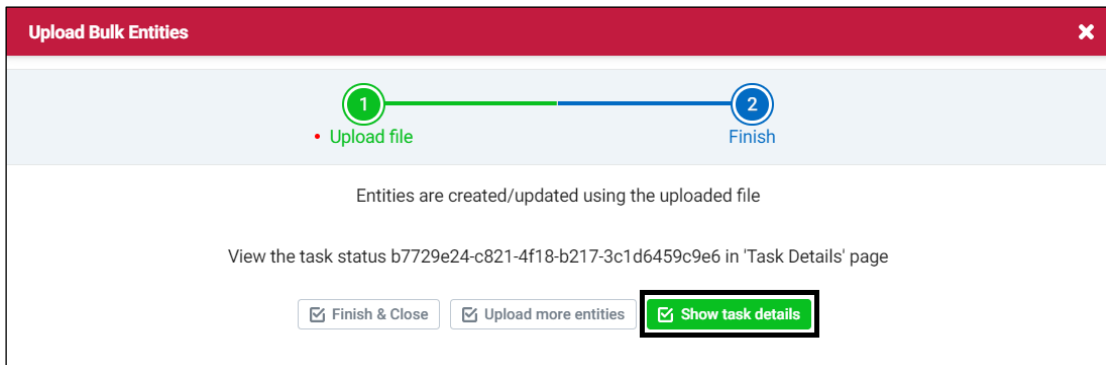 Upload Bulk Entities
1
2
Upload file
Finish
Entities are created/updated using the uploaded file
View the task status b7729e24-c821-4f18-b217-3c1d6459c9e6 in 'Task Details' page
Finish & Close
Upload more entities
Show task details